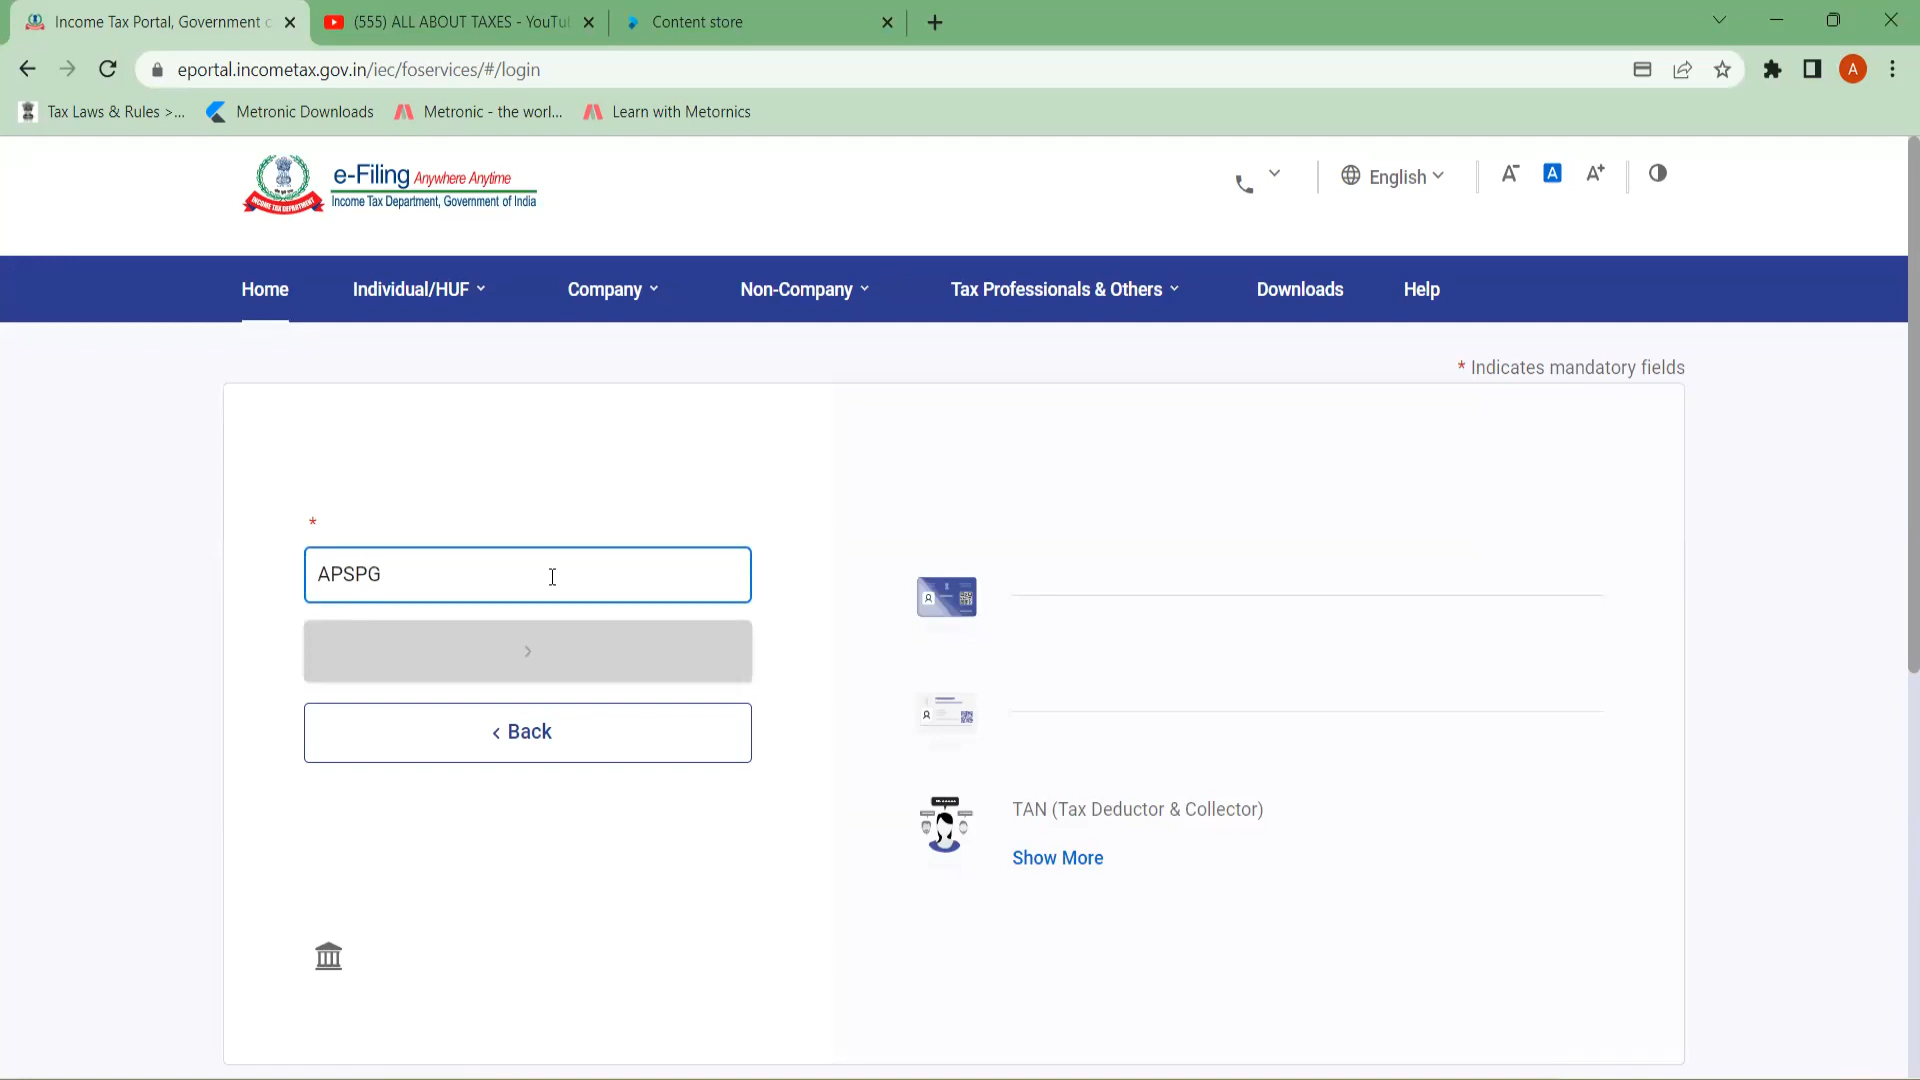 Income Tax Portal, Government
(555) ALL ABOUT TAXES - YouTu
Content store
eportal.incometax.gov.in/iec/foservices/#/login
A
Tax Laws & Rules >...
Metronic Downloads
Metronic - the worl...
Learn with Metornics
e-Filing Anywhere Anytime
Income Tax Department, Government of India
INCOME TAX DEPARTMENT
English
A-
A
A+
Home
Individual/HUF
Company
Non-Company
Tax Professionals & Others
Downloads
Help
* Indicates mandatory fields
*
APSPG
>
< Back
TAN (Tax Deductor & Collector)
Show More